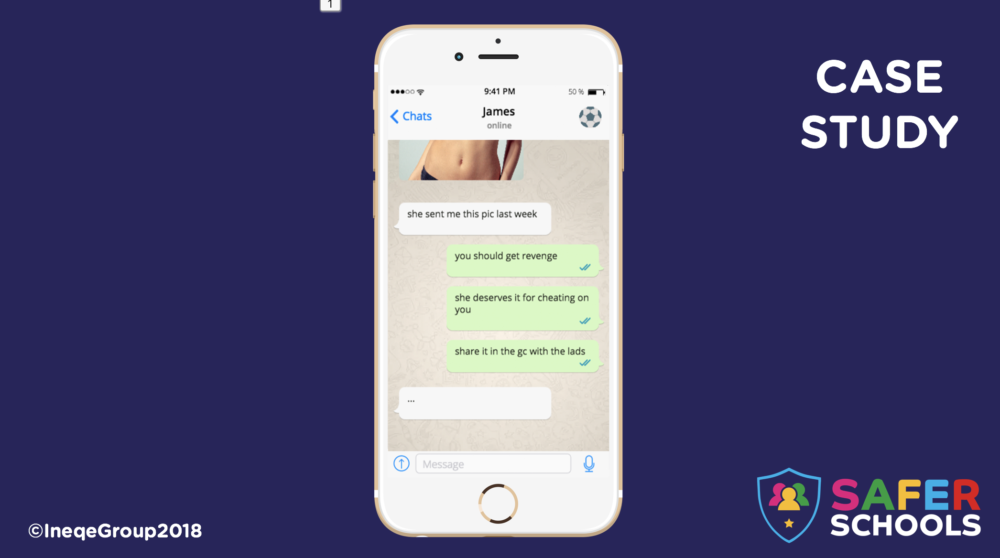 1
CASE
STUDY
9:41 PM
50 %
Chats
James
online
she sent me this pic last week
you should get revenge
she deserves it for cheating on
you
share it in the gc with the lads
...
Message
©IneqeGroup2018
SAFER
SCHOOLS